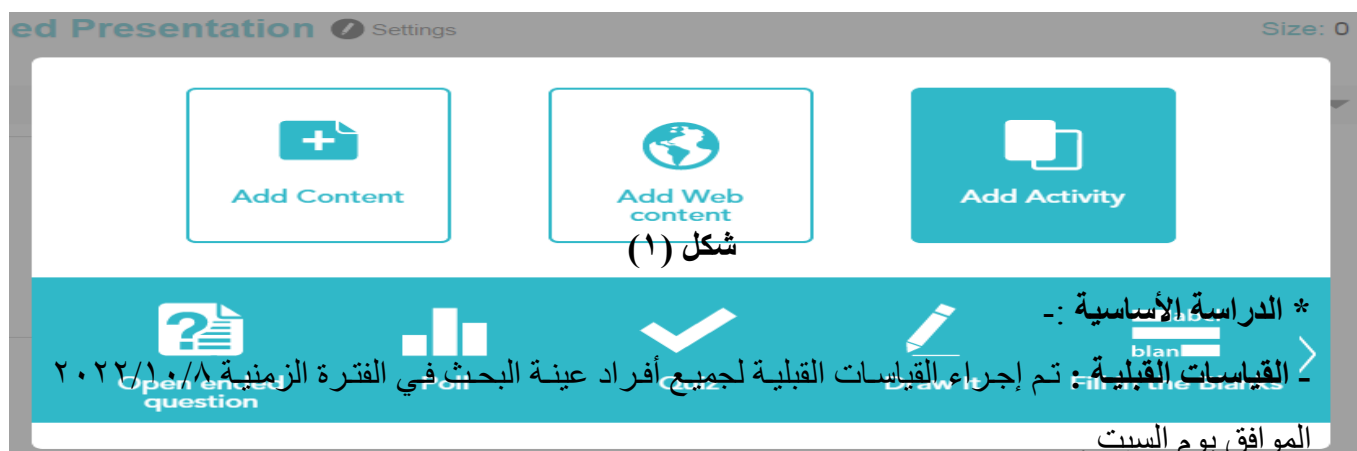 ed Presentation Settings Size: 0
Add Content
Add Web
content
Add Activity
شكل (١)
* الدراسة الأساسية :-
Open ended
question
Poll
Quiz
Draw It
Fill in the Blanks
- القياسات القبلية : تم إجراء القياسات القبلية لجميع أفراد عينة البحث في الفترة الزمنية ٢٠٢٢/١٠/٨
الموافق يوم السبت .